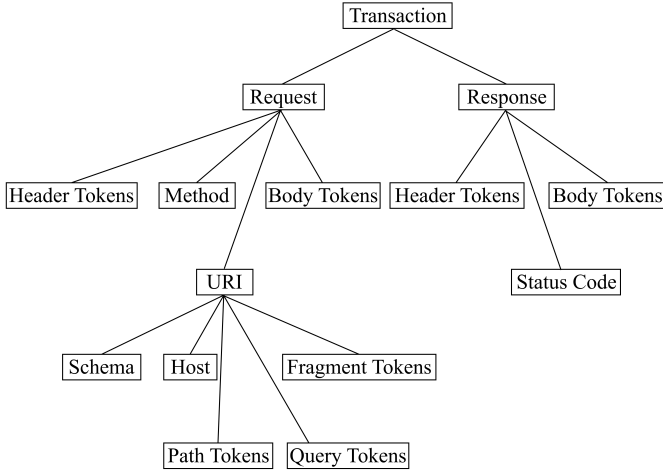 Transaction
Request
Response
Header Tokens
Method
Body Tokens
Header Tokens
Body Tokens
URI
Status Code
Schema
Host
Fragment Tokens
Path Tokens
Query Tokens